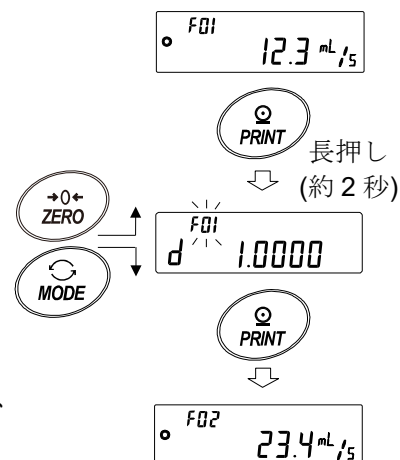 F01
12.3 mL/s
PRINT
長押し
(約 2 秒)
→0←
ZERO
MODE
F01
d 1.0000
PRINT
F02
23.4 mL/s
、